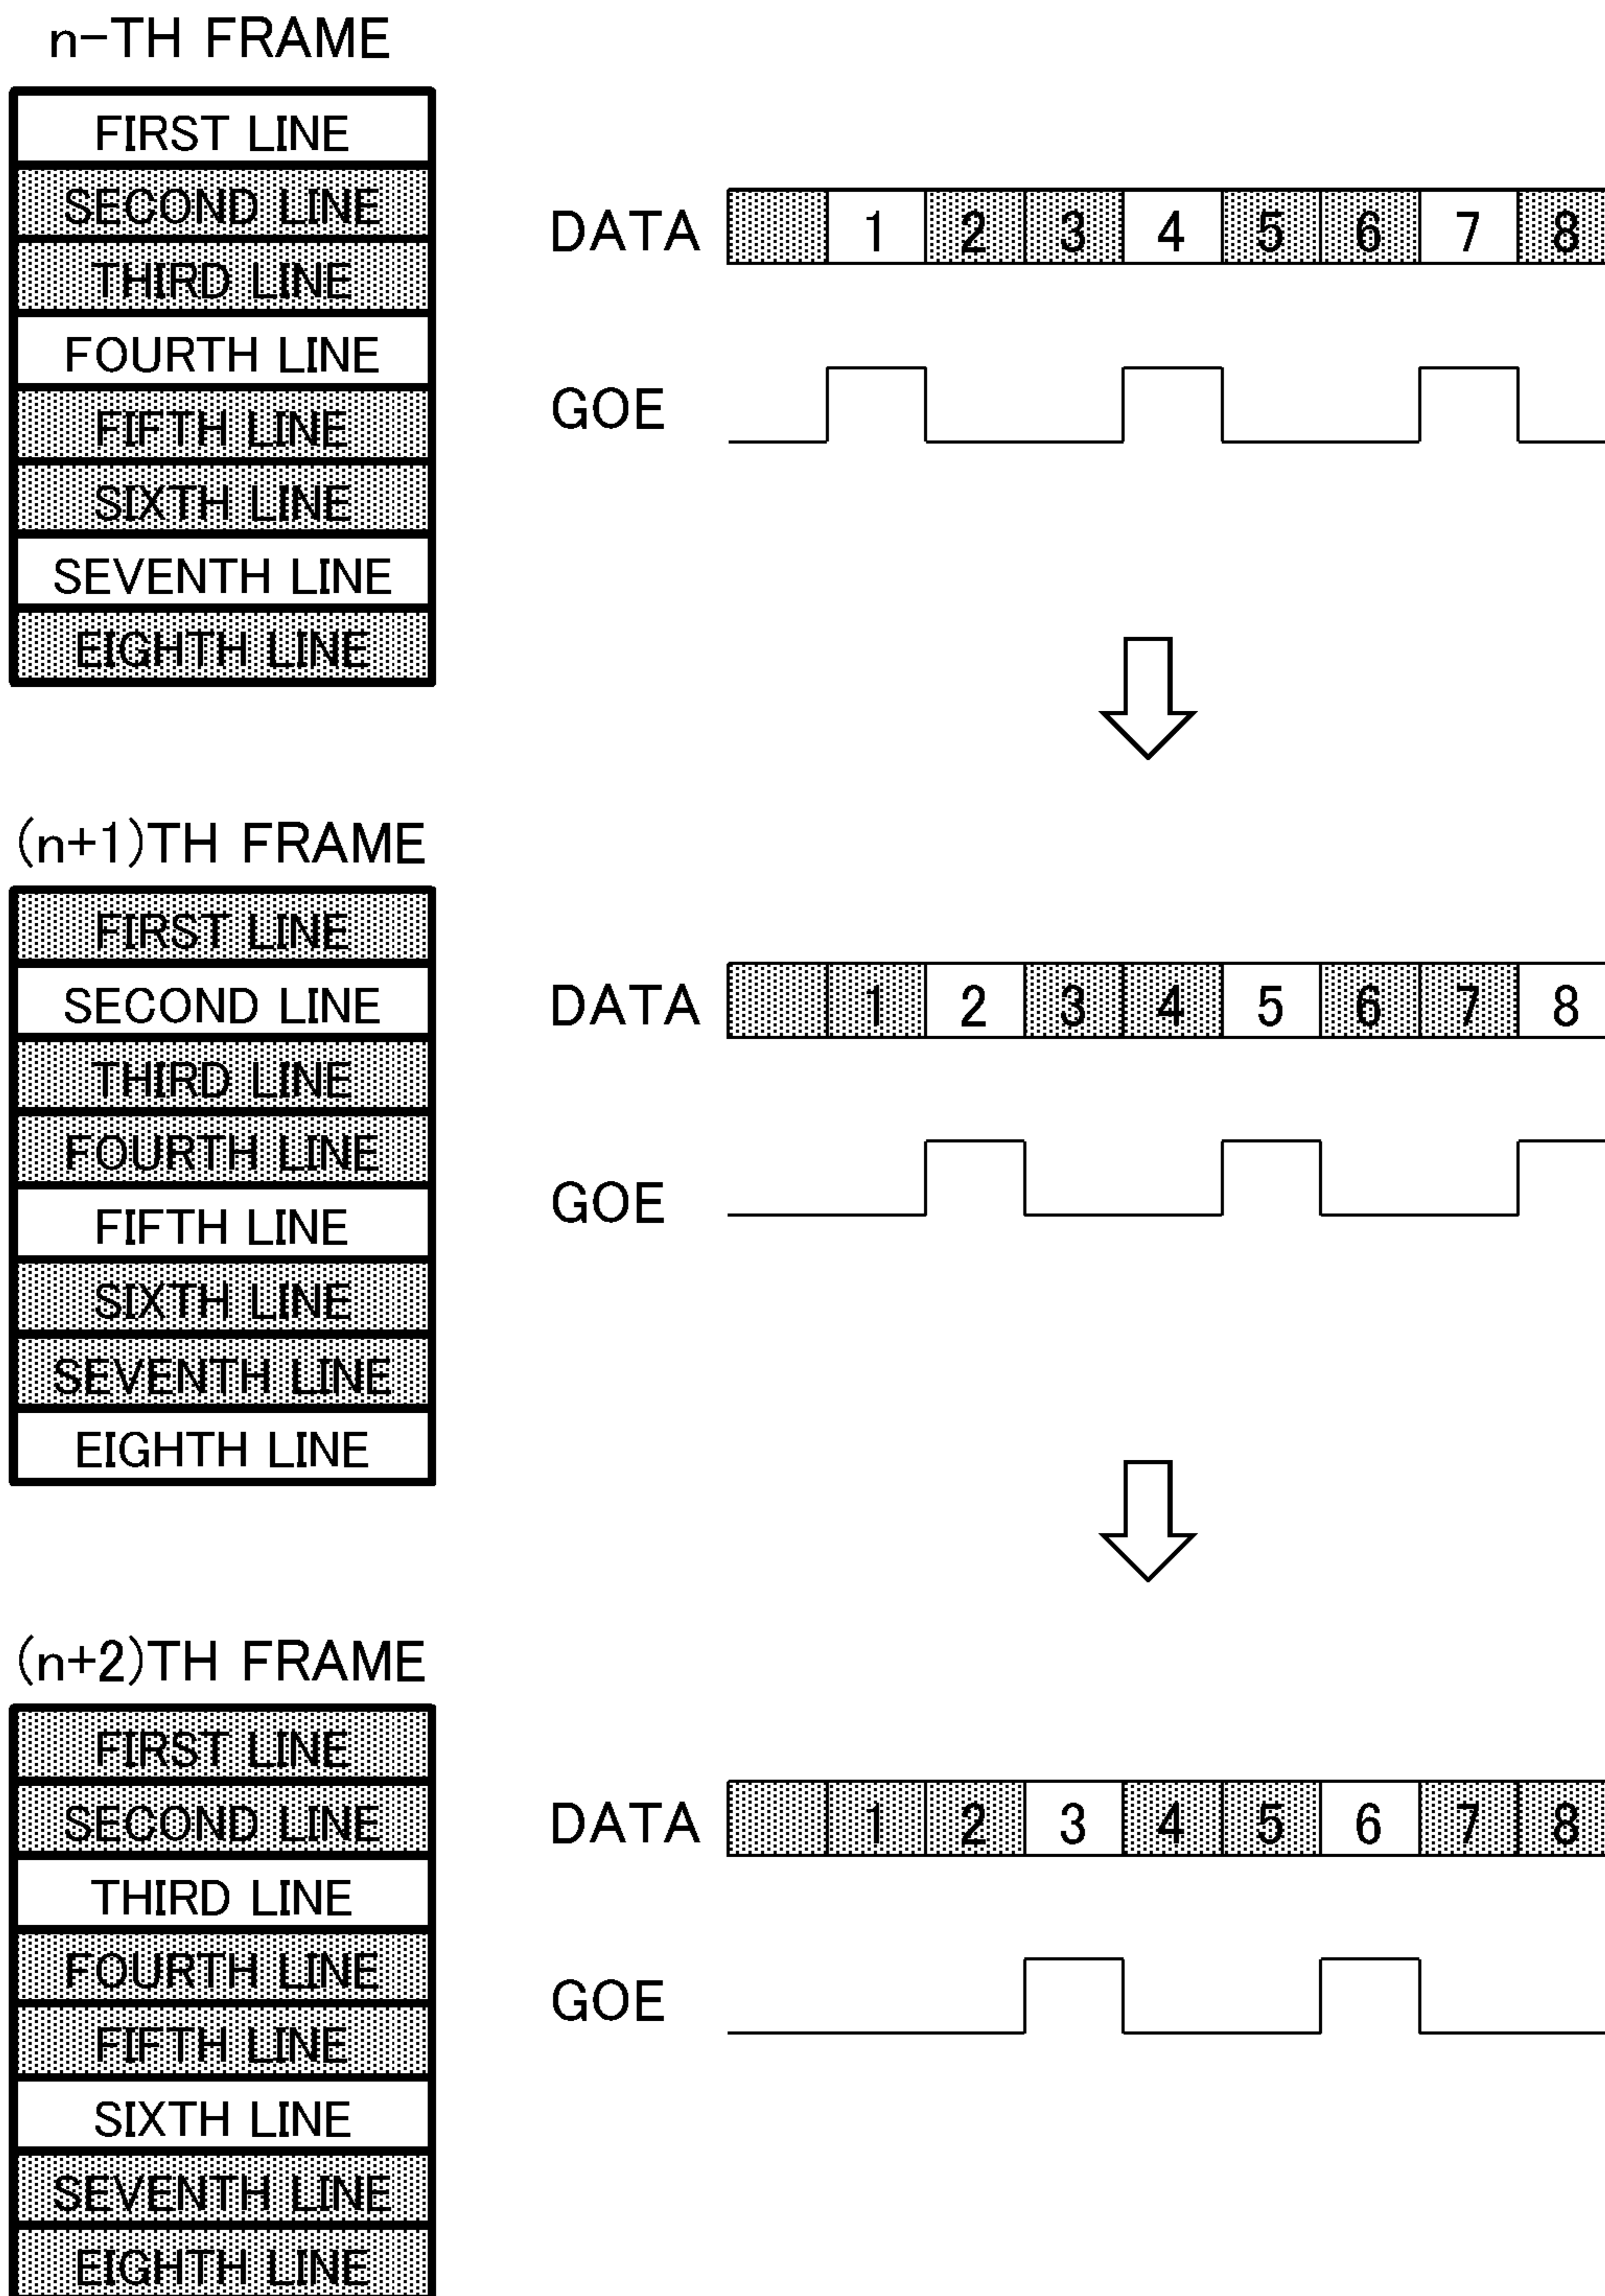 n-TH FRAME
FIRST LINE
SECOND LINE
THIRD LINE
FOURTH LINE
FIFTH LINE
SIXTH LINE
SEVENTH LINE
EIGHTH LINE
DATA 1 2 3 4 5 6 7 8
GOE
(n+1)TH FRAME
FIRST LINE
SECOND LINE
THIRD LINE
FOURTH LINE
FIFTH LINE
SIXTH LINE
SEVENTH LINE
EIGHTH LINE
DATA 1 2 3 4 5 6 7 8
GOE
(n+2)TH FRAME
FIRST LINE
SECOND LINE
THIRD LINE
FOURTH LINE
FIFTH LINE
SIXTH LINE
SEVENTH LINE
EIGHTH LINE
DATA 1 2 3 4 5 6 7 8
GOE